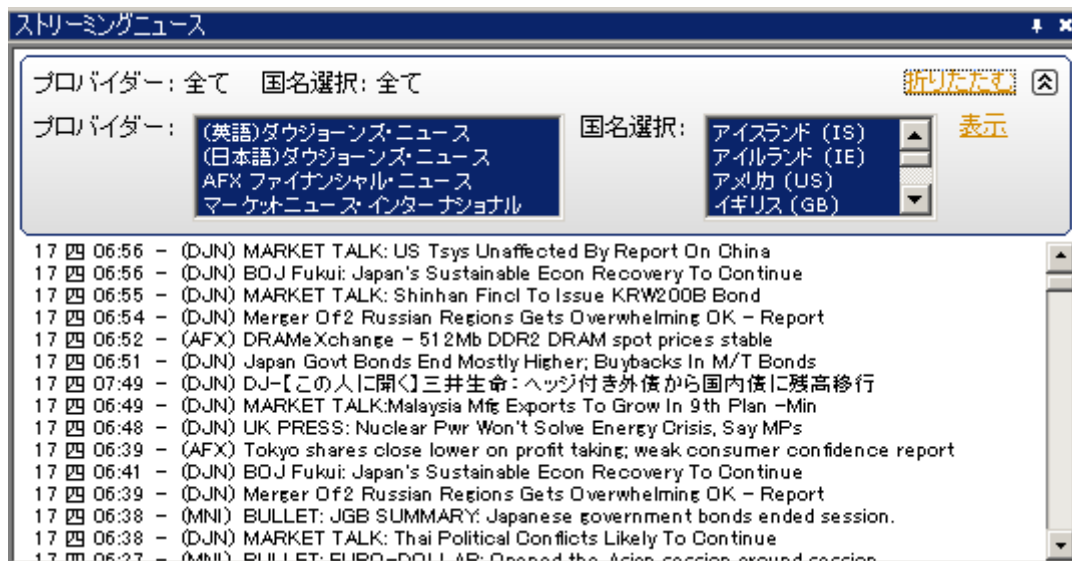 ストリーミングニュース
プロバイダー: 全て 国名選択: 全て 折りたたむ
プロバイダー: 国名選択: 表示
(英語)ダウジョーンズ・ニュース
(日本語)ダウジョーンズ・ニュース
AFX ファイナンシャル・ニュース
マーケットニュース・インターナショナル
アイスランド (IS)
アイルランド (IE)
アメリカ (US)
イギリス (GB)
17 四 06:56 - (DJN) MARKET TALK: US Tsys Unaffected By Report On China
17 四 06:56 - (DJN) BOJ Fukui: Japan's Sustainable Econ Recovery To Continue
17 四 06:55 - (DJN) MARKET TALK: Shinhan Fincl To Issue KRW200B Bond
17 四 06:54 - (DJN) Merger Of2 Russian Regions Gets Overwhelming OK - Report
17 四 06:52 - (AFX) DRAMeXchange - 512Mb DDR2 DRAM spot prices stable
17 四 06:51 - (DJN) Japan Govt Bonds End Mostly Higher; Buybacks In M/T Bonds
17 四 07:49 - (DJN) DJ-【この人に聞く】三井生命：ヘッジ付き外債から国内債に残高移行
17 四 06:49 - (DJN) MARKET TALK:Malaysia Mfg Exports To Grow In 9th Plan -Min
17 四 06:48 - (DJN) UK PRESS: Nuclear Pwr Won't Solve Energy Crisis, Say MPs
17 四 06:39 - (AFX) Tokyo shares close lower on profit taking; weak consumer confidence report
17 四 06:41 - (DJN) BOJ Fukui: Japan's Sustainable Econ Recovery To Continue
17 四 06:39 - (DJN) Merger Of2 Russian Regions Gets Overwhelming OK - Report
17 四 06:38 - (MNI) BULLET: JGB SUMMARY: Japanese government bonds ended session.
17 四 06:38 - (DJN) MARKET TALK: Thai Political Conflicts Likely To Continue
17 四 06:37 - (MNI) BULLET: EURO-DOLLAR: Opened the Asian session around session